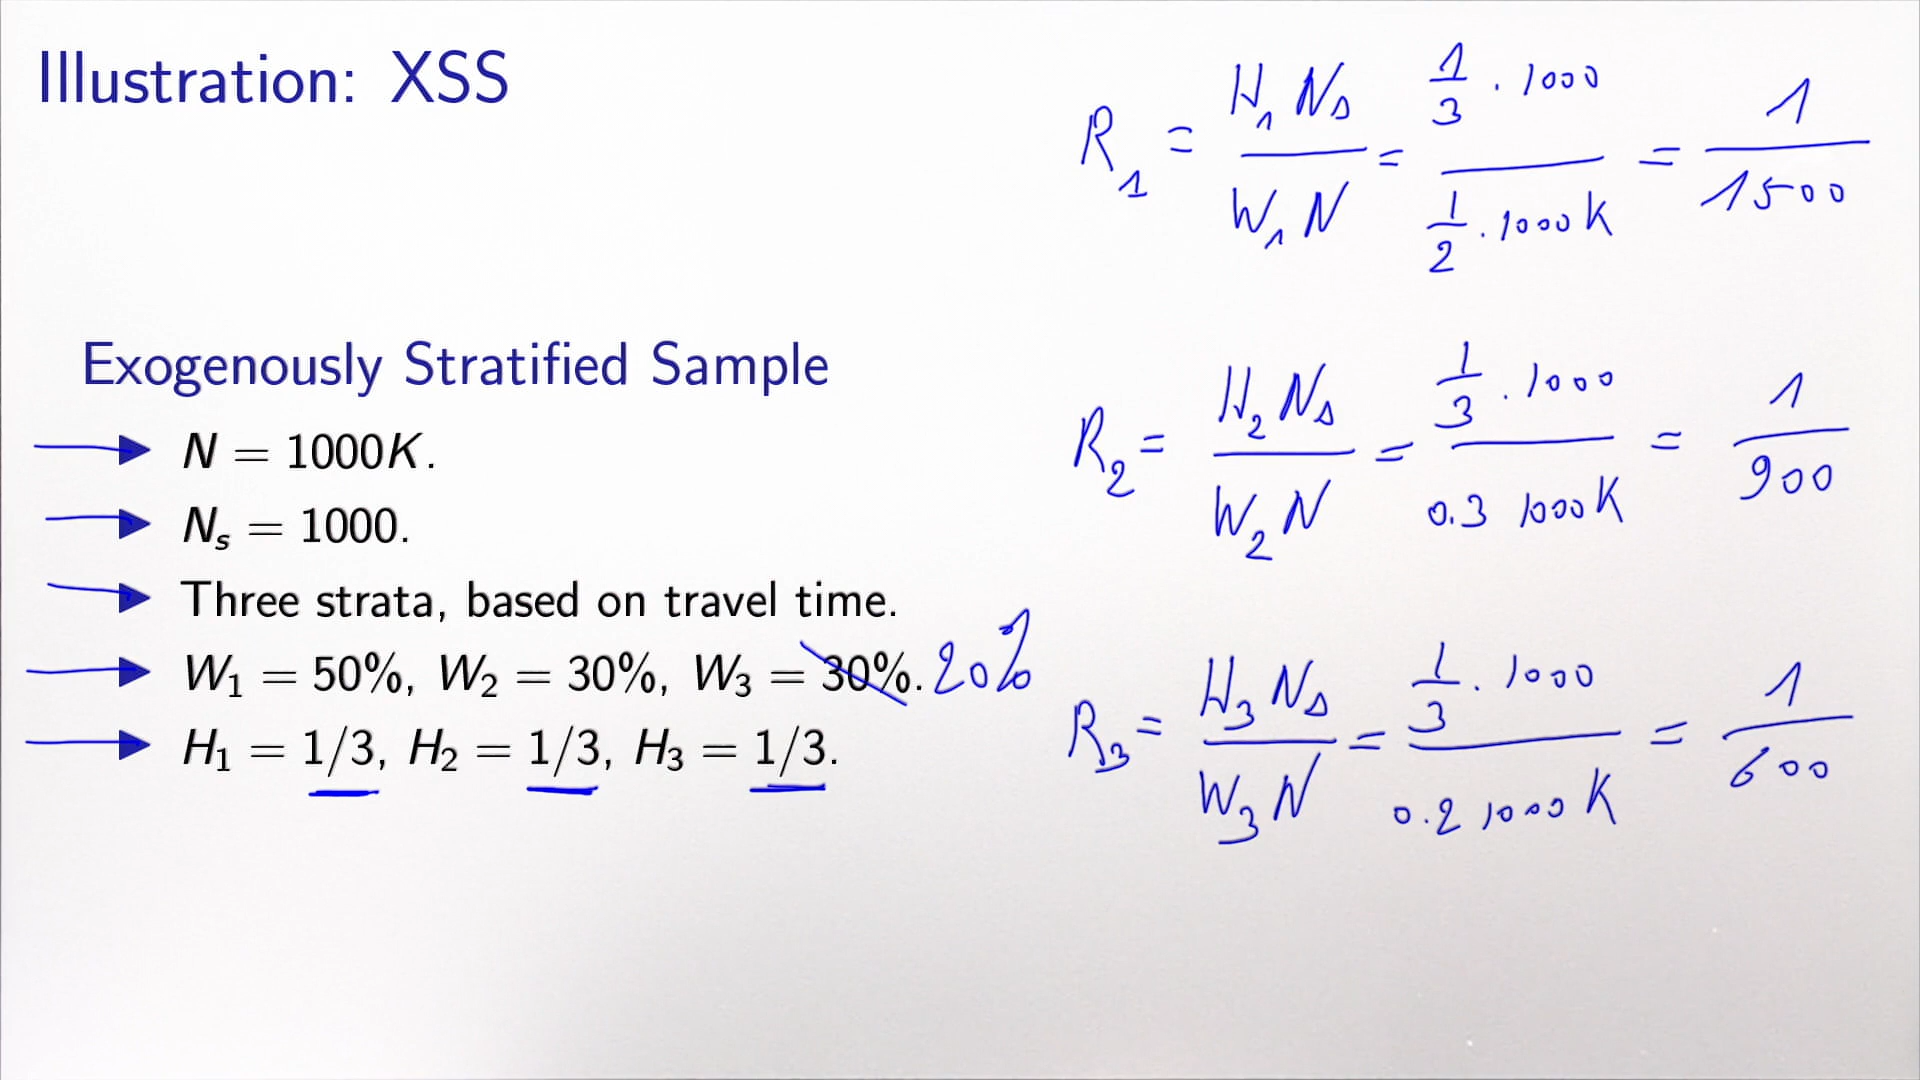 Illustration: XSS
Exogenously Stratified Sample
N = 1000K.
Nₛ = 1000.
Three strata, based on travel time.
W₁ = 50%, W₂ = 30%, W₃ = 30%. 20%
H₁ = 1/3, H₂ = 1/3, H₃ = 1/3.
R₁ = H₁ Nₛ / W₁ N = 1/3 · 1000 / 1/2 · 1000K = 1/1500
R₂ = H₂ Nₛ / W₂ N = 1/3 · 1000 / 0.3 1000K = 1/900
R₃ = H₃ Nₛ / W₃ N = 1/3 · 1000 / 0.2 1000K = 1/600